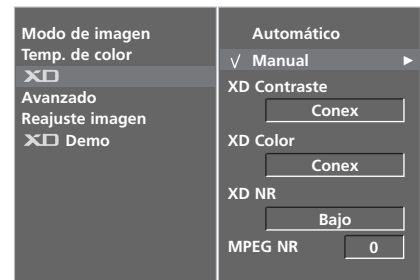 Modo de imagen
Temp. de color
XD
Avanzado
Reajuste imagen
XD Demo
Automático
√ Manual ►
XD Contraste
Conex
XD Color
Conex
XD NR
Bajo
MPEG NR 0